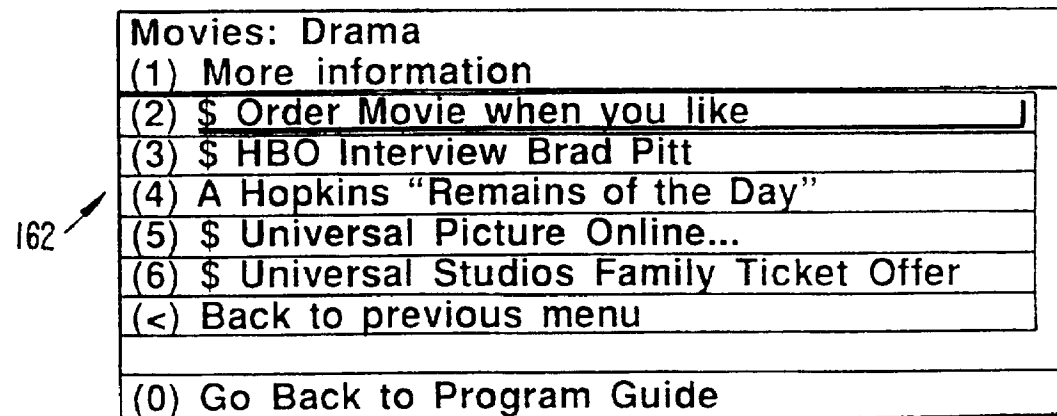 Movies: Drama
(1) More information
(2) $ Order Movie when you like
(3) $ HBO Interview Brad Pitt
(4) A Hopkins “Remains of the Day”
162
(5) $ Universal Picture Online...
(6) $ Universal Studios Family Ticket Offer
(<) Back to previous menu
(0) Go Back to Program Guide